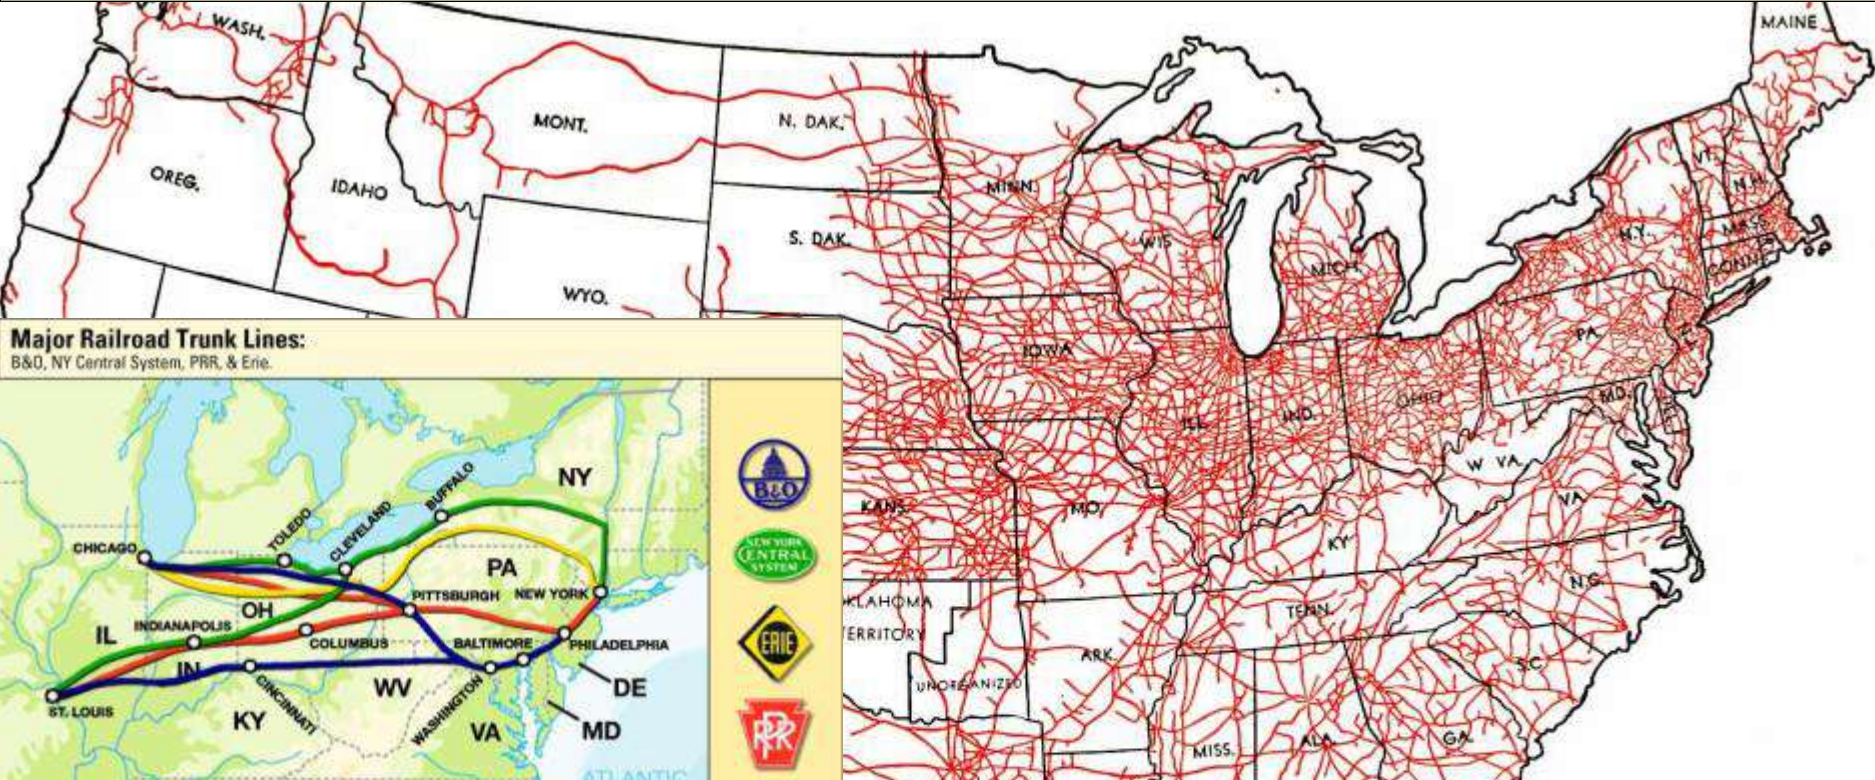 WASH.
MAINE
MONT.
N. DAK.
OREG.
IDAHO
MINN.
VT.
N.H.
S. DAK.
WIS
MICH.
N.Y.
MASS.
CONN.
WYO.
Major Railroad Trunk Lines:
B&O, NY Central System, PRR, & Erie.
IOWA
PA.
N.J.
ILL.
IND.
OHIO
MD.
DEL.
W. VA.
KANS.
MO.
VA.
KY.
N.C.
OKLAHOMA
TERRITORY
TENN.
ARK.
UNORGANIZED
S.C.
MISS.
ALA.
GA.
NY
BUFFALO
CLEVELAND
TOLEDO
CHICAGO
PA
NEW YORK
PITTSBURGH
OH
INDIANAPOLIS
COLUMBUS
BALTIMORE
PHILADELPHIA
IL
IN
CINCINNATI
WV
WASHINGTON
DE
MD
ST. LOUIS
KY
VA
ATLANTIC
B&O
NEW YORK
CENTRAL
SYSTEM
ERIE
PRR